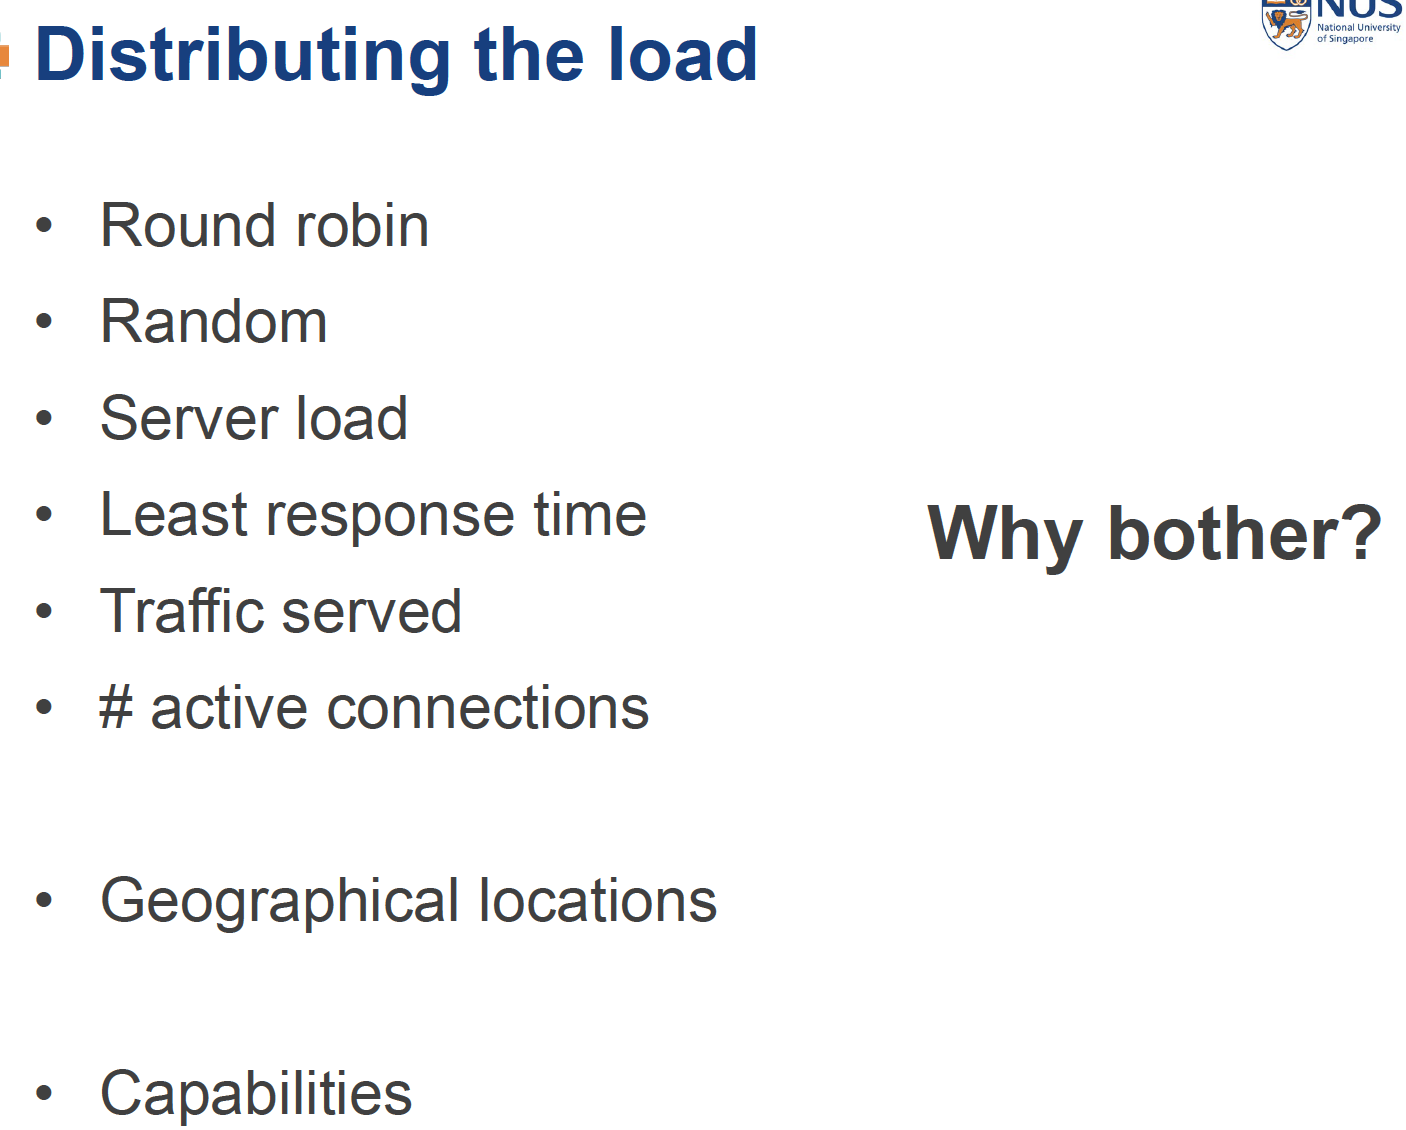 Distributing the load
NUS
National University
of Singapore
• Round robin
• Random
• Server load
• Least response time
Why bother?
• Traffic served
• # active connections
• Geographical locations
• Capabilities